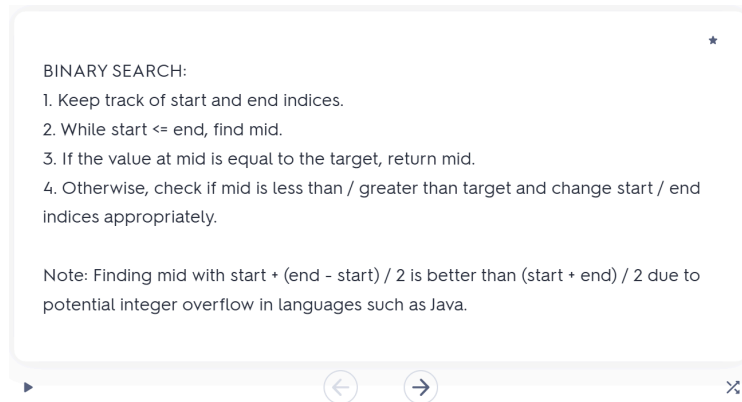 BINARY SEARCH:
1. Keep track of start and end indices.
2. While start <= end, find mid.
3. If the value at mid is equal to the target, return mid.
4. Otherwise, check if mid is less than / greater than target and change start / end
indices appropriately.
Note: Finding mid with start + (end - start) / 2 is better than (start + end) / 2 due to
potential integer overflow in languages such as Java.